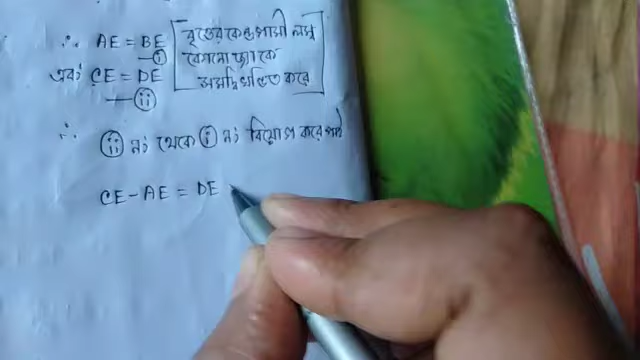 ∴ AE = BE [বৃত্তের কেন্দ্রগামী লম্ব
—(i) যেকোনো জ্যা কে
এবং CE = DE সমদ্বিখণ্ডিত করে]
—(ii)
∴ (ii) নং থেকে (i) নং বিয়োগ করে পাই
CE - AE = DE